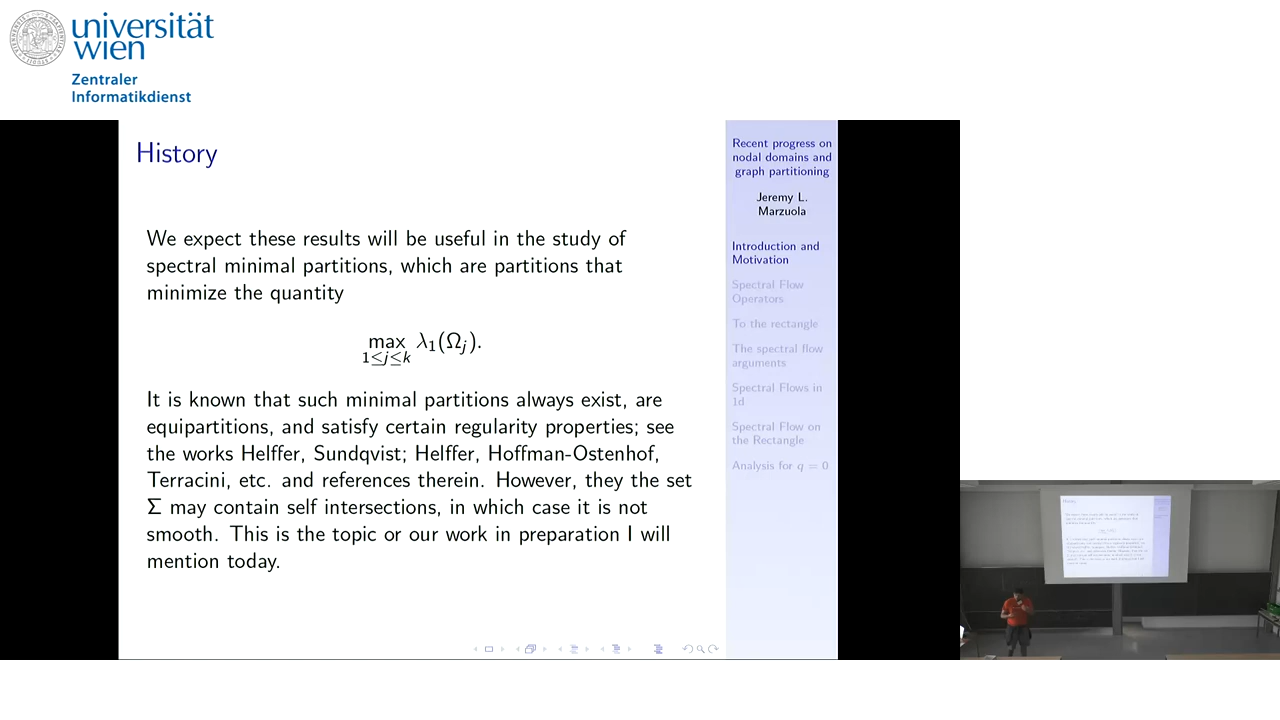 universität
wien
Zentraler
Informatikdienst
History
We expect these results will be useful in the study of
spectral minimal partitions, which are partitions that
minimize the quantity
max λ₁(Ωⱼ).
1≤j≤k
It is known that such minimal partitions always exist, are
equipartitions, and satisfy certain regularity properties; see
the works Helffer, Sundqvist; Helffer, Hoffman-Ostenhof,
Terracini, etc. and references therein. However, they the set
Σ may contain self intersections, in which case it is not
smooth. This is the topic or our work in preparation I will
mention today.
Recent progress on
nodal domains and
graph partitioning
Jeremy L.
Marzuola
Introduction and
Motivation
Spectral Flow
Operators
To the rectangle
The spectral flow
arguments
Spectral Flows in
1d
Spectral Flow on
the Rectangle
Analysis for q = 0
History